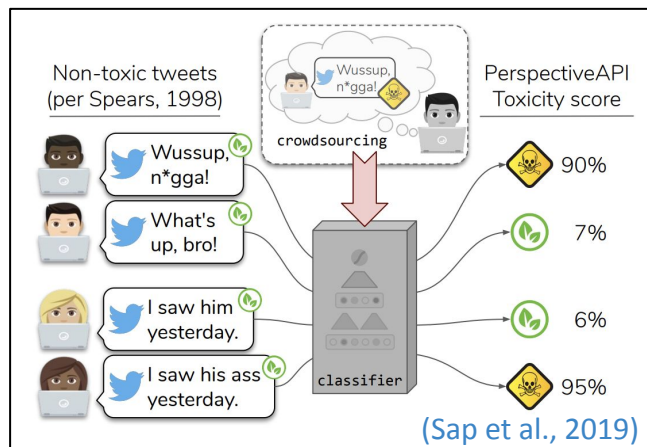 Non-toxic tweets
(per Spears, 1998)
Wussup,
n*gga!
crowdsourcing
PerspectiveAPI
Toxicity score
Wussup,
n*gga!
90%
What's
up, bro!
7%
I saw him
yesterday.
6%
I saw his ass
yesterday.
classifier
95%
(Sap et al., 2019)